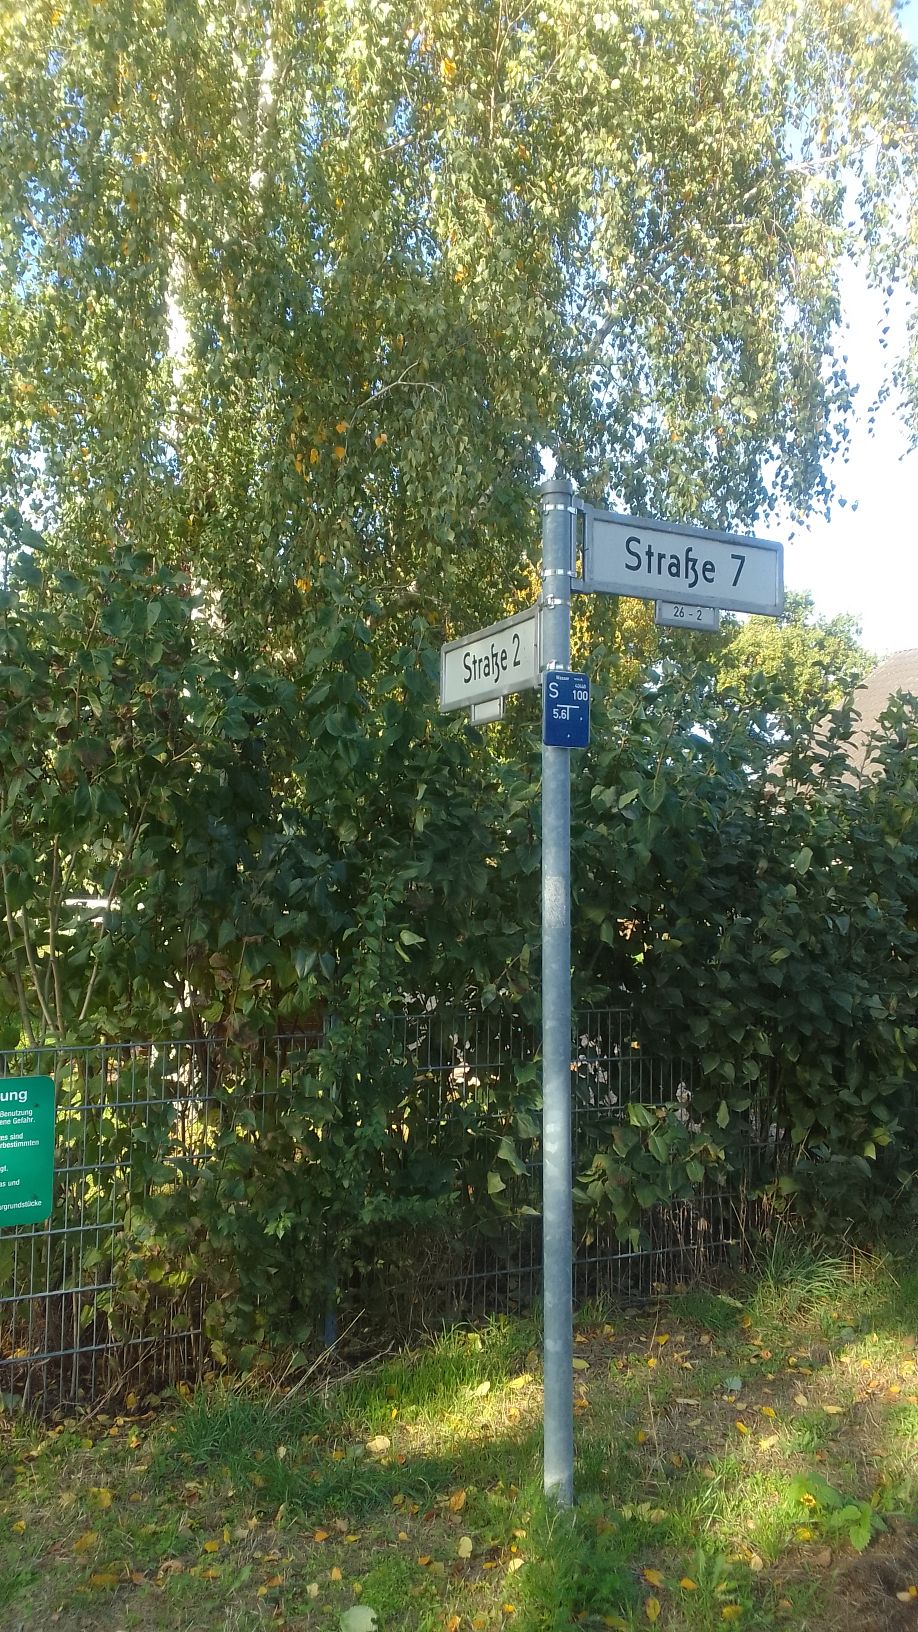 Straße 7
26 - 2
Straße 2
Wasser
S 100
5,6
ung
Benutzung
ene Gefahr.
es sind
rbestimmten
gt.
as und
rgrundstücke